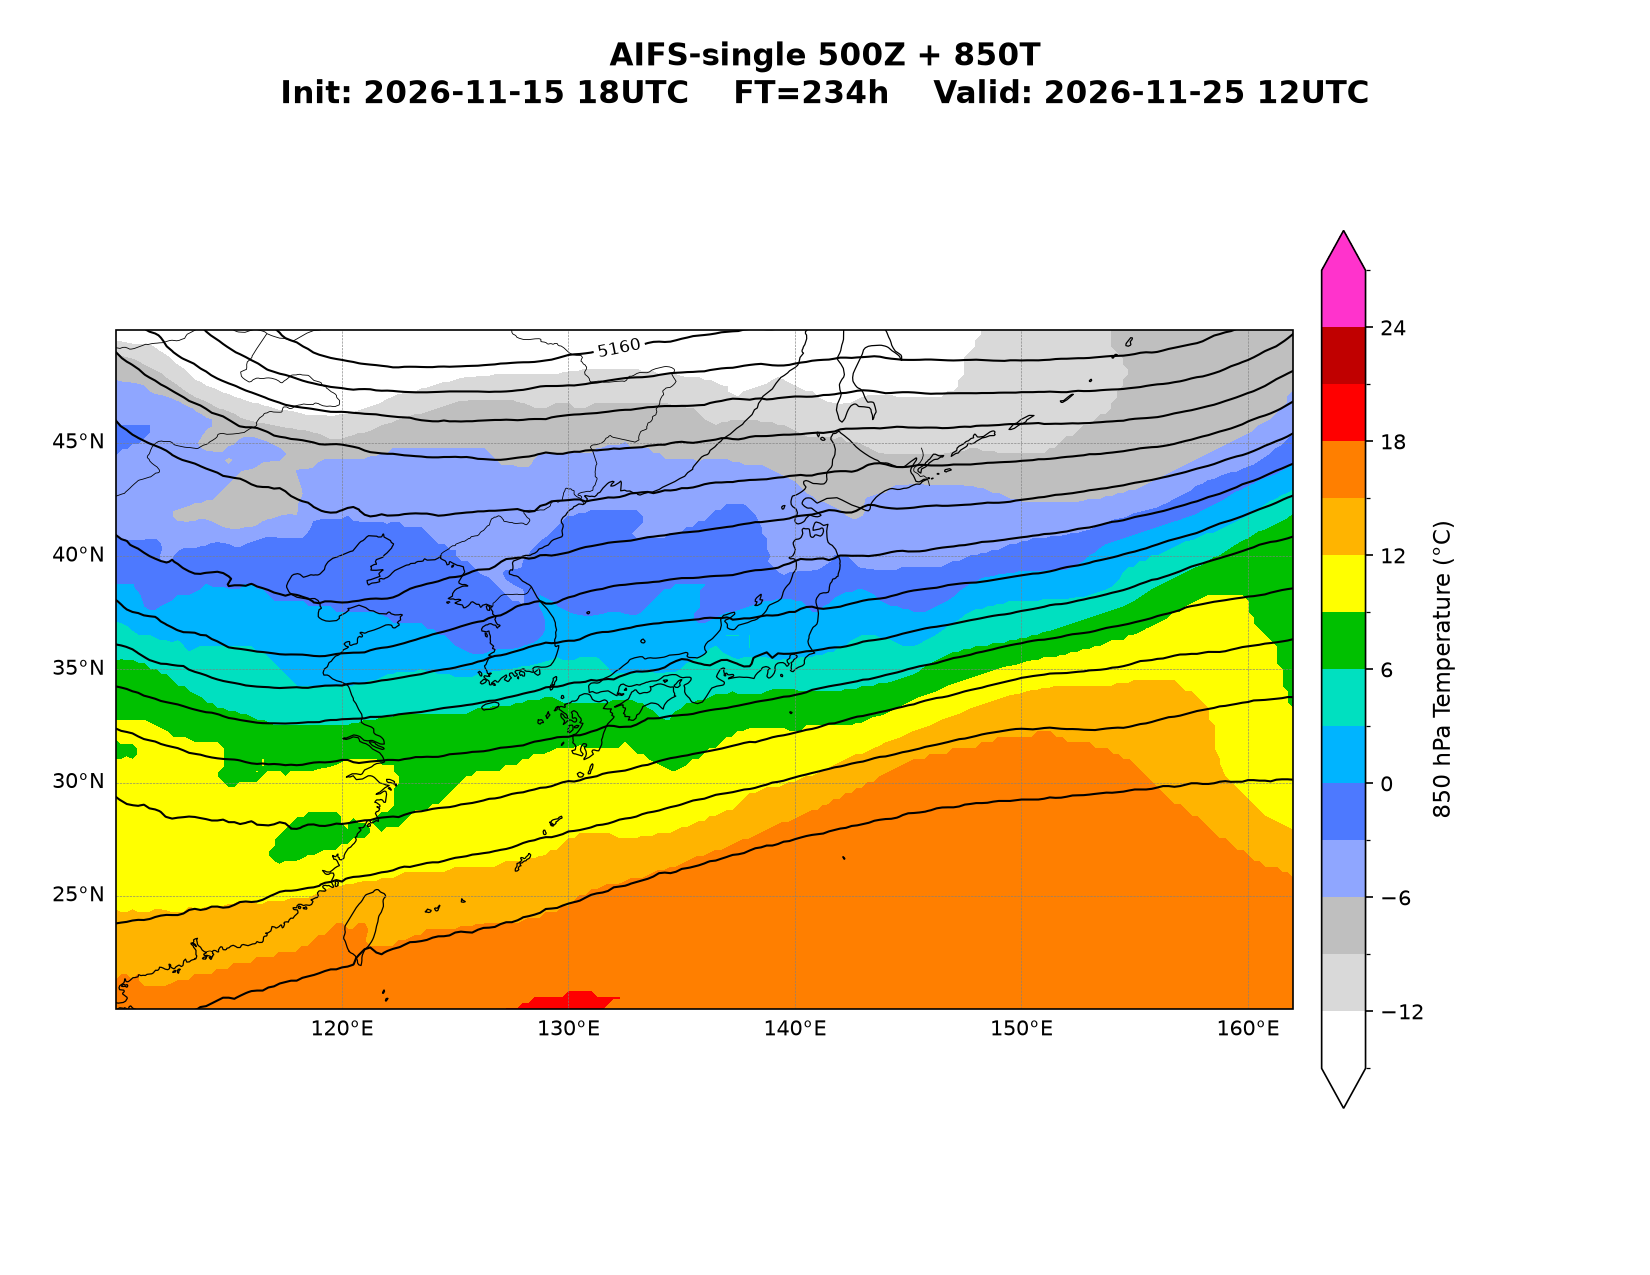 AIFS-single 500Z + 850T
Init: 2026-11-15 18UTC    FT=234h    Valid: 2026-11-25 12UTC
5160
45°N
40°N
35°N
30°N
25°N
120°E
130°E
140°E
150°E
160°E
24
18
12
6
0
−6
−12
850 hPa Temperature (°C)